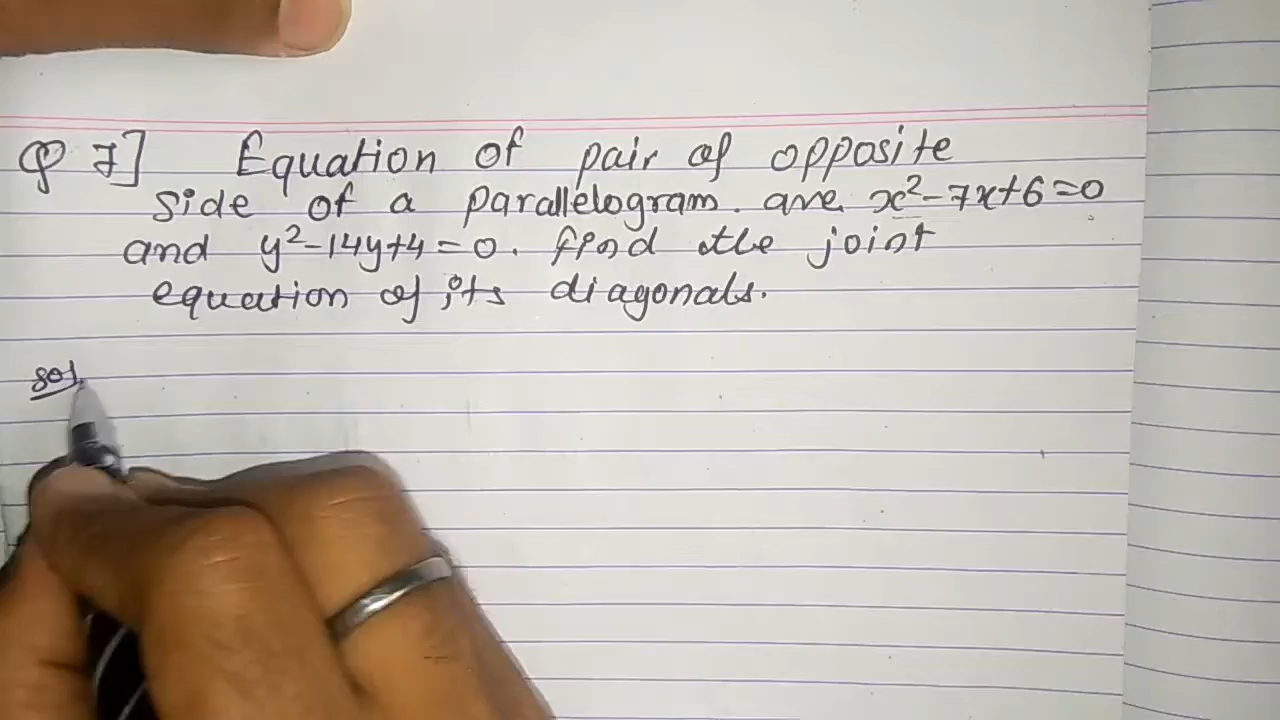 Q 7] Equation of pair of opposite
side of a parallelogram. are x²-7x+6=0
and y²-14y+4=0. find the joint
equation of its diagonals.
sol